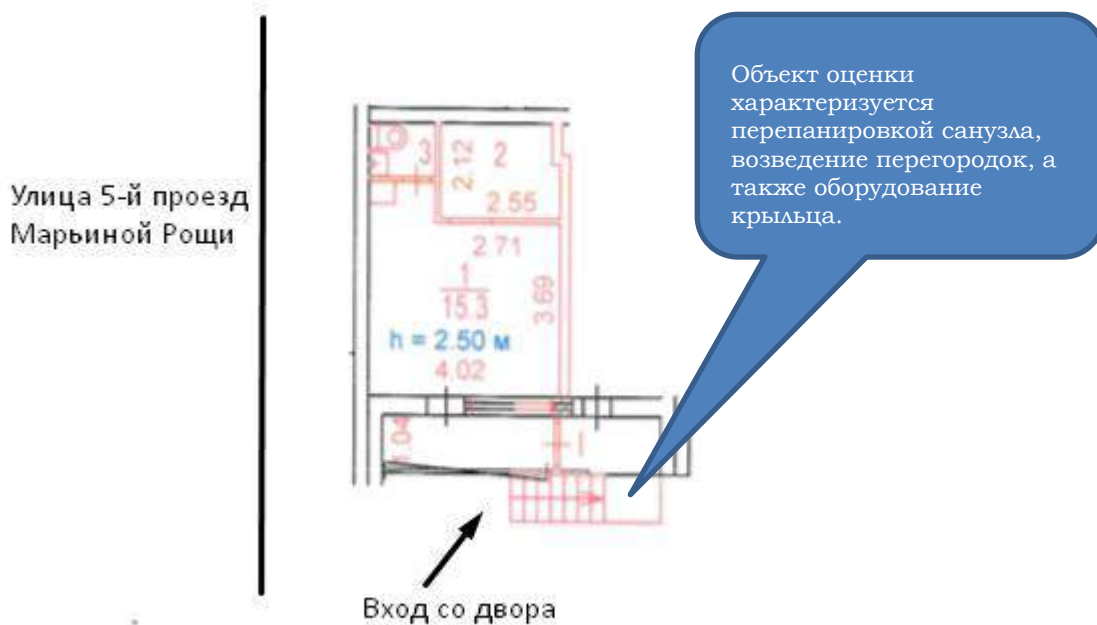 Объект оценки
характеризуется
перепанировкой санузла,
возведение перегородок, а
также оборудование
крыльца.
Улица 5-й проезд
Марьиной Рощи
3
2.12
2
2.55
2.71
1
15.3
3.69
h = 2.50 м
4.02
1.04
I
Вход со двора